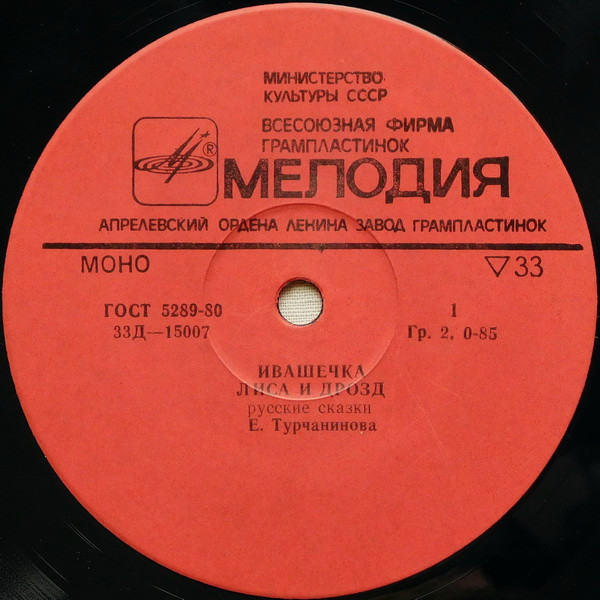 МИНИСТЕРСТВО
КУЛЬТУРЫ СССР
ВСЕСОЮЗНАЯ ФИРМА
ГРАМПЛАСТИНОК
®
МЕЛОДИЯ
АПРЕЛЕВСКИЙ ОРДЕНА ЛЕНИНА ЗАВОД ГРАМПЛАСТИНОК
МОНО ▽33
ГОСТ 5289-80 1
33Д—15007 Гр. 2, 0-85
ИВАШЕЧКА
ЛИСА И ДРОЗД
русские сказки
Е. Турчанинова